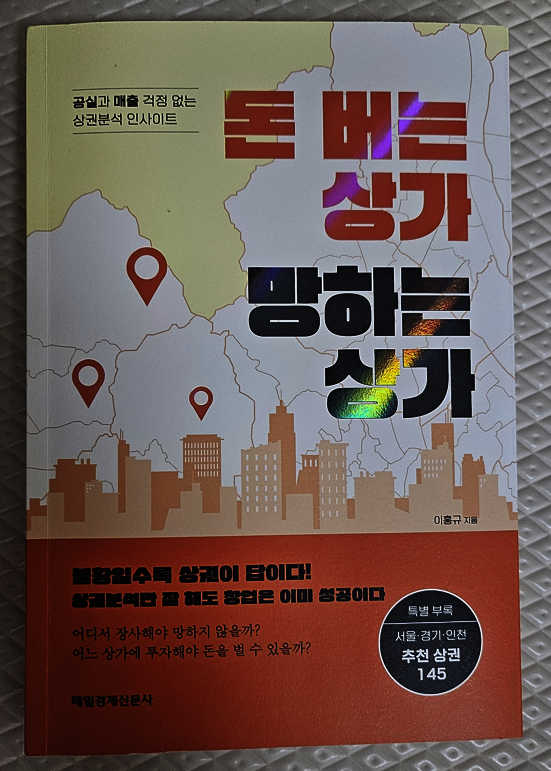 공실과 매출 걱정 없는
상권분석 인사이트
돈 버는
상가
망하는
상가
이홍규 지음
불황일수록 상권이 답이다!
상권분석만 잘 해도 창업은 이미 성공이다
어디서 장사해야 망하지 않을까?
어느 상가에 투자해야 돈을 벌 수 있을까?
특별 부록
서울·경기·인천
추천 상권
145
매일경제신문사